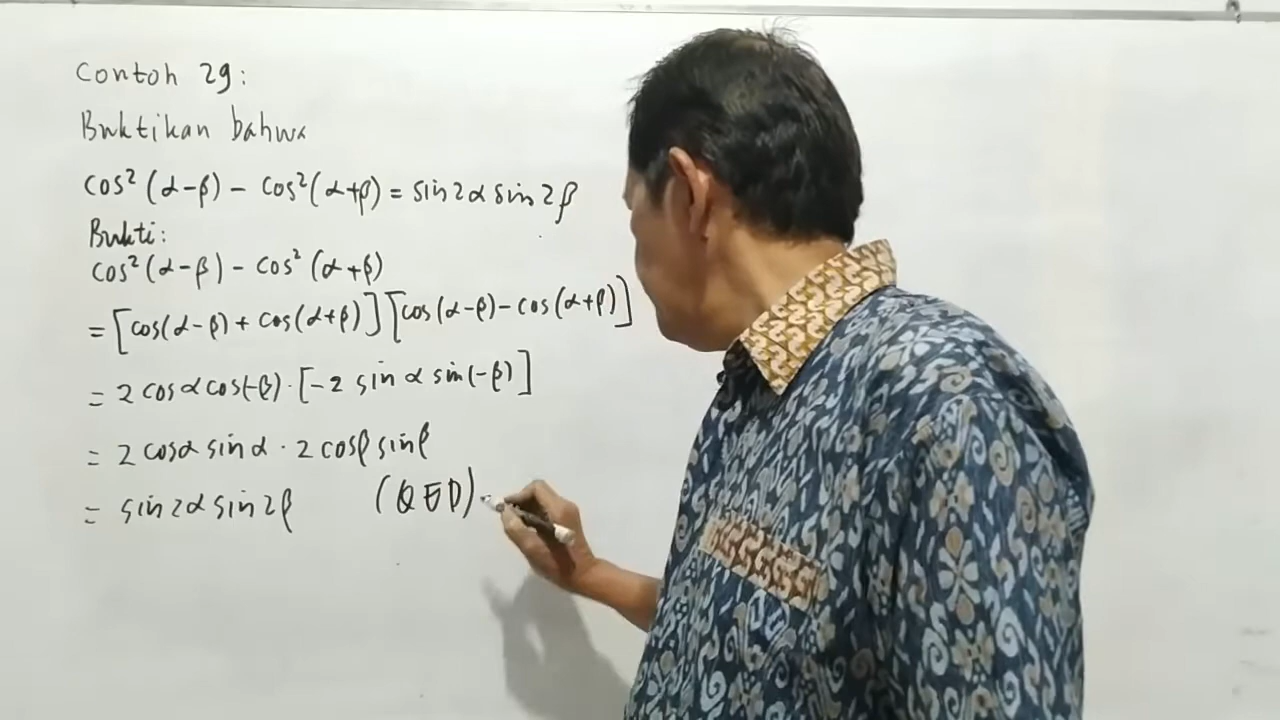 Contoh 29:
Buktikan bahwa
cos² (α-β) - cos² (α+β) = sin 2α sin 2β
Bukti:
cos² (α-β) - cos² (α+β)
= [cos(α-β) + cos(α+β)] [cos(α-β) - cos(α+β)]
= 2 cos α cos(-β) · [-2 sin α sin(-β)]
= 2 cos α sin α · 2 cos β sin β
= sin 2α sin 2β (QED)